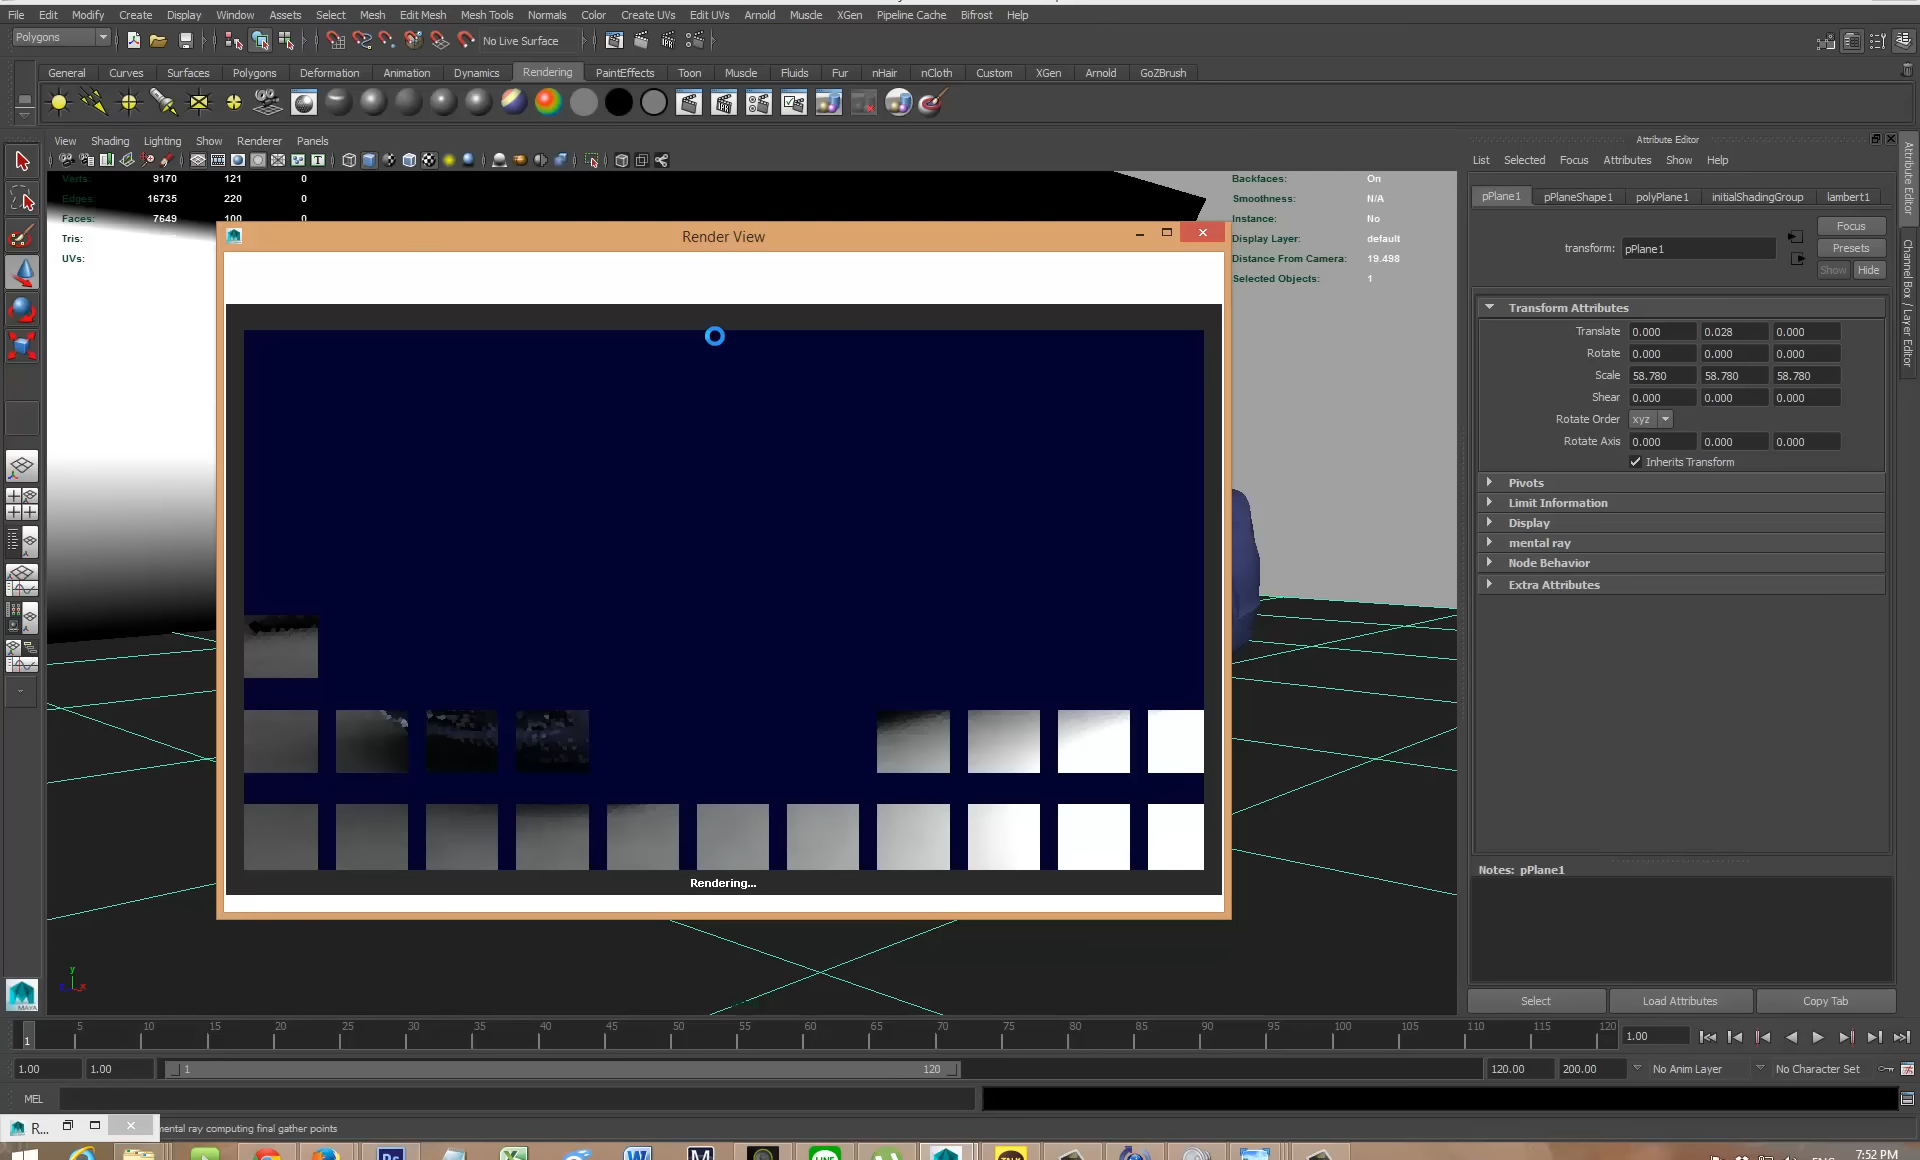 File Edit Modify Create Display Window Assets Select Mesh Edit Mesh Mesh Tools Normals Color Create UVs Edit UVs Arnold Muscle XGen Pipeline Cache Bifrost Help
Polygons No Live Surface
General Curves Surfaces Polygons Deformation Animation Dynamics Rendering PaintEffects Toon Muscle Fluids Fur nHair nCloth Custom XGen Arnold GoZBrush
View Shading Lighting Show Renderer Panels
Verts: 9170 121 0
Edges: 16735 220 0
Faces: 7649 100 0
Tris:
UVs:
Backfaces: On
Smoothness: N/A
Instance: No
Display Layer: default
Distance From Camera: 19.498
Selected Objects: 1
Render View
Rendering...
Attribute Editor
List Selected Focus Attributes Show Help
pPlane1 pPlaneShape1 polyPlane1 initialShadingGroup lambert1
Focus
transform: pPlane1 Presets
Show Hide
Transform Attributes
Translate 0.000 0.028 0.000
Rotate 0.000 0.000 0.000
Scale 58.780 58.780 58.780
Shear 0.000 0.000 0.000
Rotate Order xyz
Rotate Axis 0.000 0.000 0.000
Inherits Transform
Pivots
Limit Information
Display
mental ray
Node Behavior
Extra Attributes
Notes: pPlane1
Select Load Attributes Copy Tab
Attribute Editor
Channel Box / Layer Editor
y
x
MAYA
5 10 15 20 25 30 35 40 45 50 55 60 65 70 75 80 85 90 95 100 105 110 115 120
1 1.00
1.00 1.00 1 120 120.00 200.00 No Anim Layer No Character Set
MEL
R... mental ray computing final gather points
Ps W M LINE TALK
ENG 7:52 PM